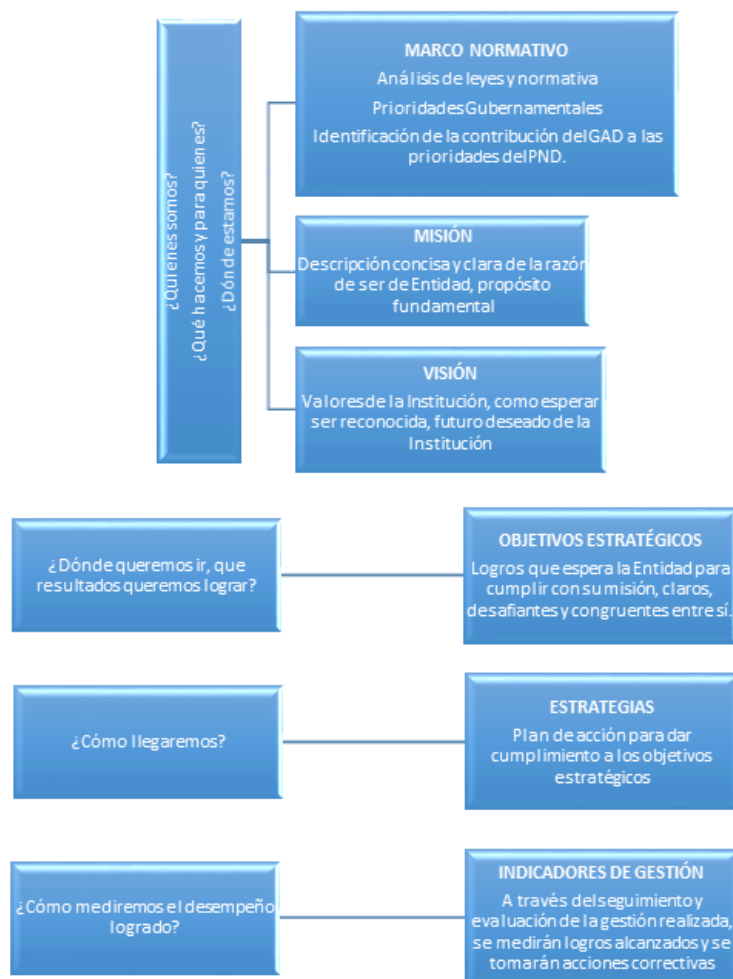 ¿Quienes somos?
¿Qué hacemos y para quienes?
¿Dónde estamos?
MARCO NORMATIVO
Análisis de leyes y normativa
Prioridades Gubernamentales
Identificación de la contribución del GAD a las
prioridades del PND.
MISIÓN
Descripción concisa y clara de la razón
de ser de Entidad, propósito
fundamental
VISIÓN
Valores de la Institución, como esperar
ser reconocida, futuro deseado de la
Institución
¿Dónde queremos ir, que
resultados queremos lograr?
OBJETIVOS ESTRATÉGICOS
Logros que espera la Entidad para
cumplir con su misión, claros,
desafiantes y congruentes entre sí.
¿Cómo llegaremos?
ESTRATEGIAS
Plan de acción para dar
cumplimiento a los objetivos
estratégicos
¿Cómo mediremos el desempeño
logrado?
INDICADORES DE GESTIÓN
A través del seguimiento y
evaluación de la gestión realizada,
se medirán logros alcanzados y se
tomarán acciones correctivas